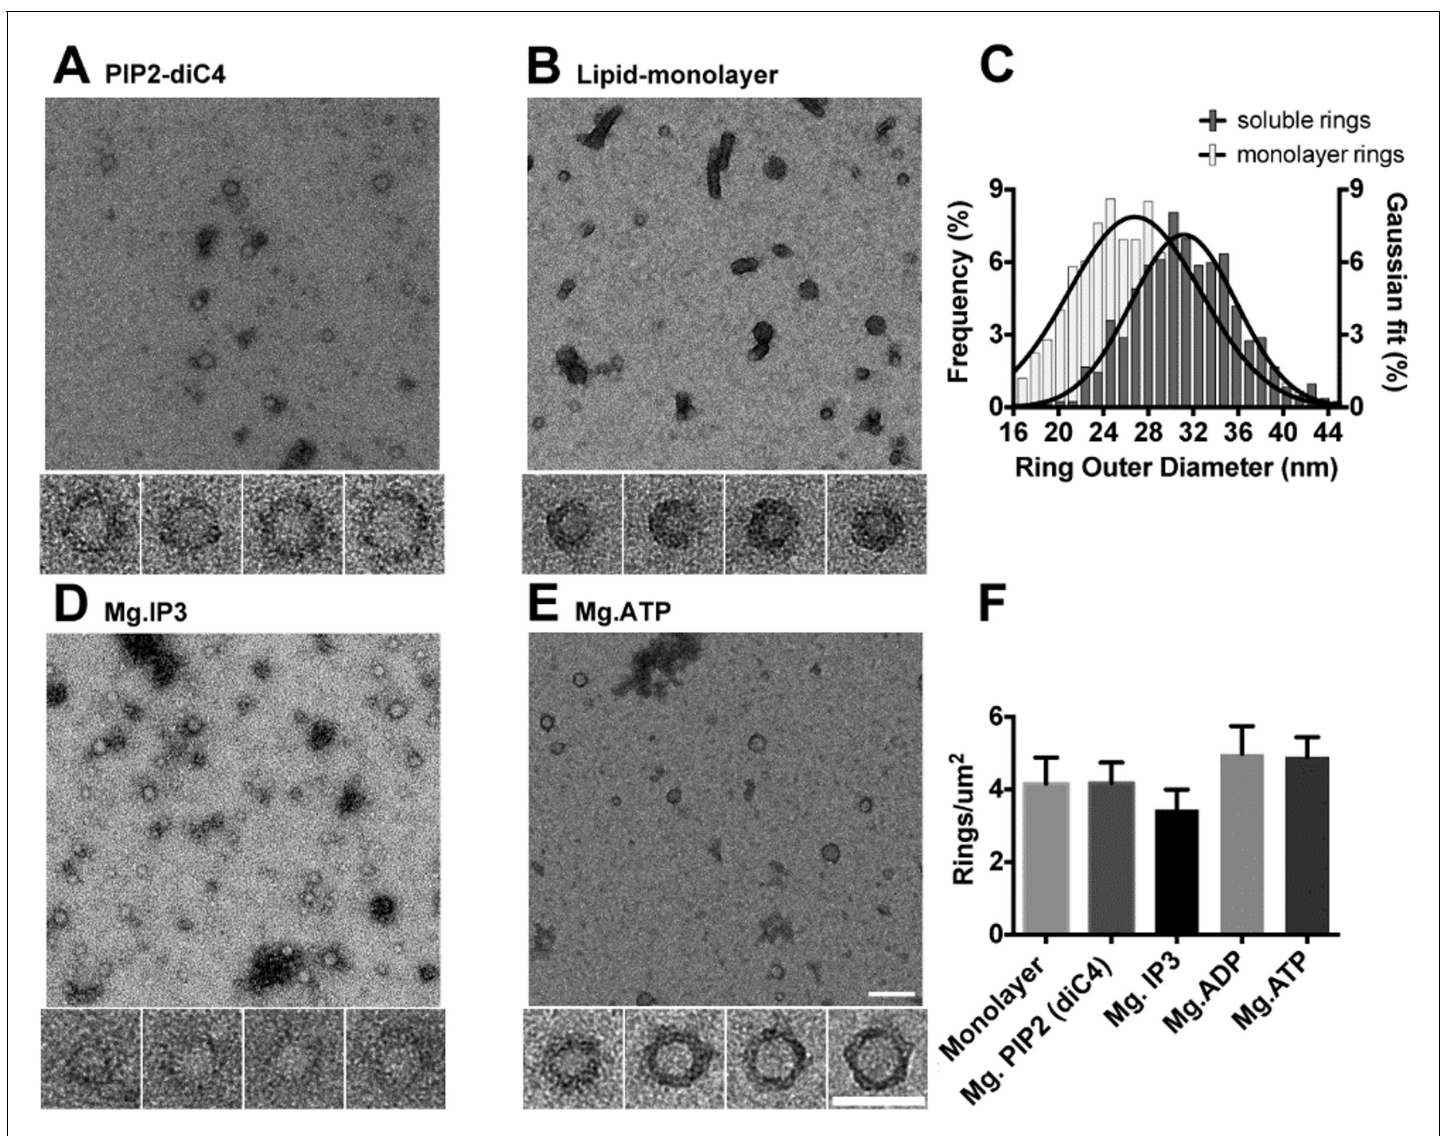 A PIP2-diC4
B Lipid-monolayer
C
soluble rings
monolayer rings
9
6
3
0
Frequency (%)
9
6
3
0
Gaussian fit (%)
16 20 24 28 32 36 40 44
Ring Outer Diameter (nm)
D Mg.IP3
E Mg.ATP
F
6
4
2
0
Rings/um²
Monolayer
Mg. PIP2 (diC4)
Mg. IP3
Mg.ADP
Mg.ATP